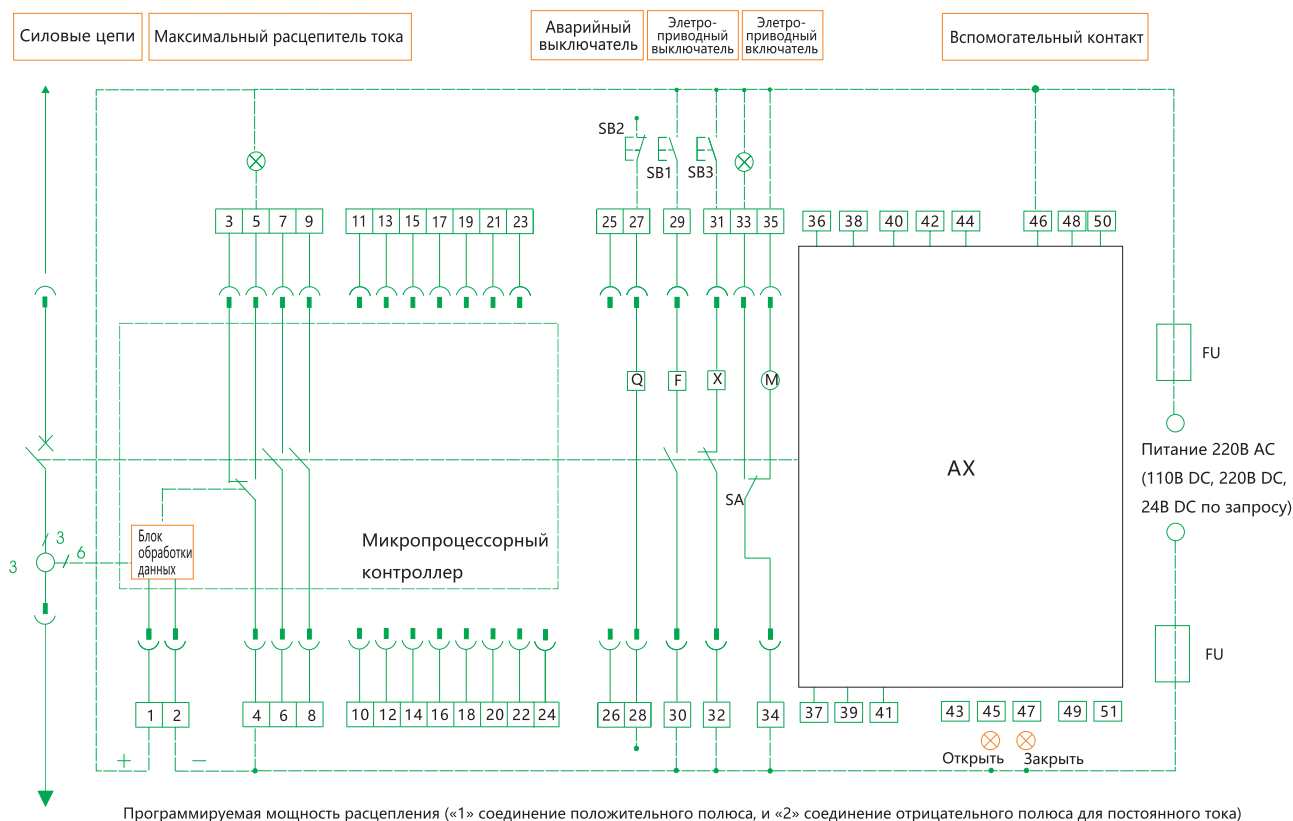 Силовые цепи
Максимальный расцепитель тока
Аварийный
выключатель
Элетро-
приводный
выключатель
Элетро-
приводный
включатель
Вспомогательный контакт
SB2
SB1
SB3
3 5 7 9
11 13 15 17 19 21 23
25 27
29
31 33 35
36 38 40 42 44 46 48 50
FU
Q
F
X
M
Питание 220В AC
(110В DC, 220В DC,
24В DC по запросу)
AX
SA
3
6
3
Блок
обработки
данных
Микропроцессорный
контроллер
FU
1 2
4 6 8
10 12 14 16 18 20 22 24
26 28
30
32
34
37 39 41 43 45 47 49 51
+
−
Открыть
Закрыть
Программируемая мощность расцепления («1» соединение положительного полюса, и «2» соединение отрицательного полюса для постоянного тока)